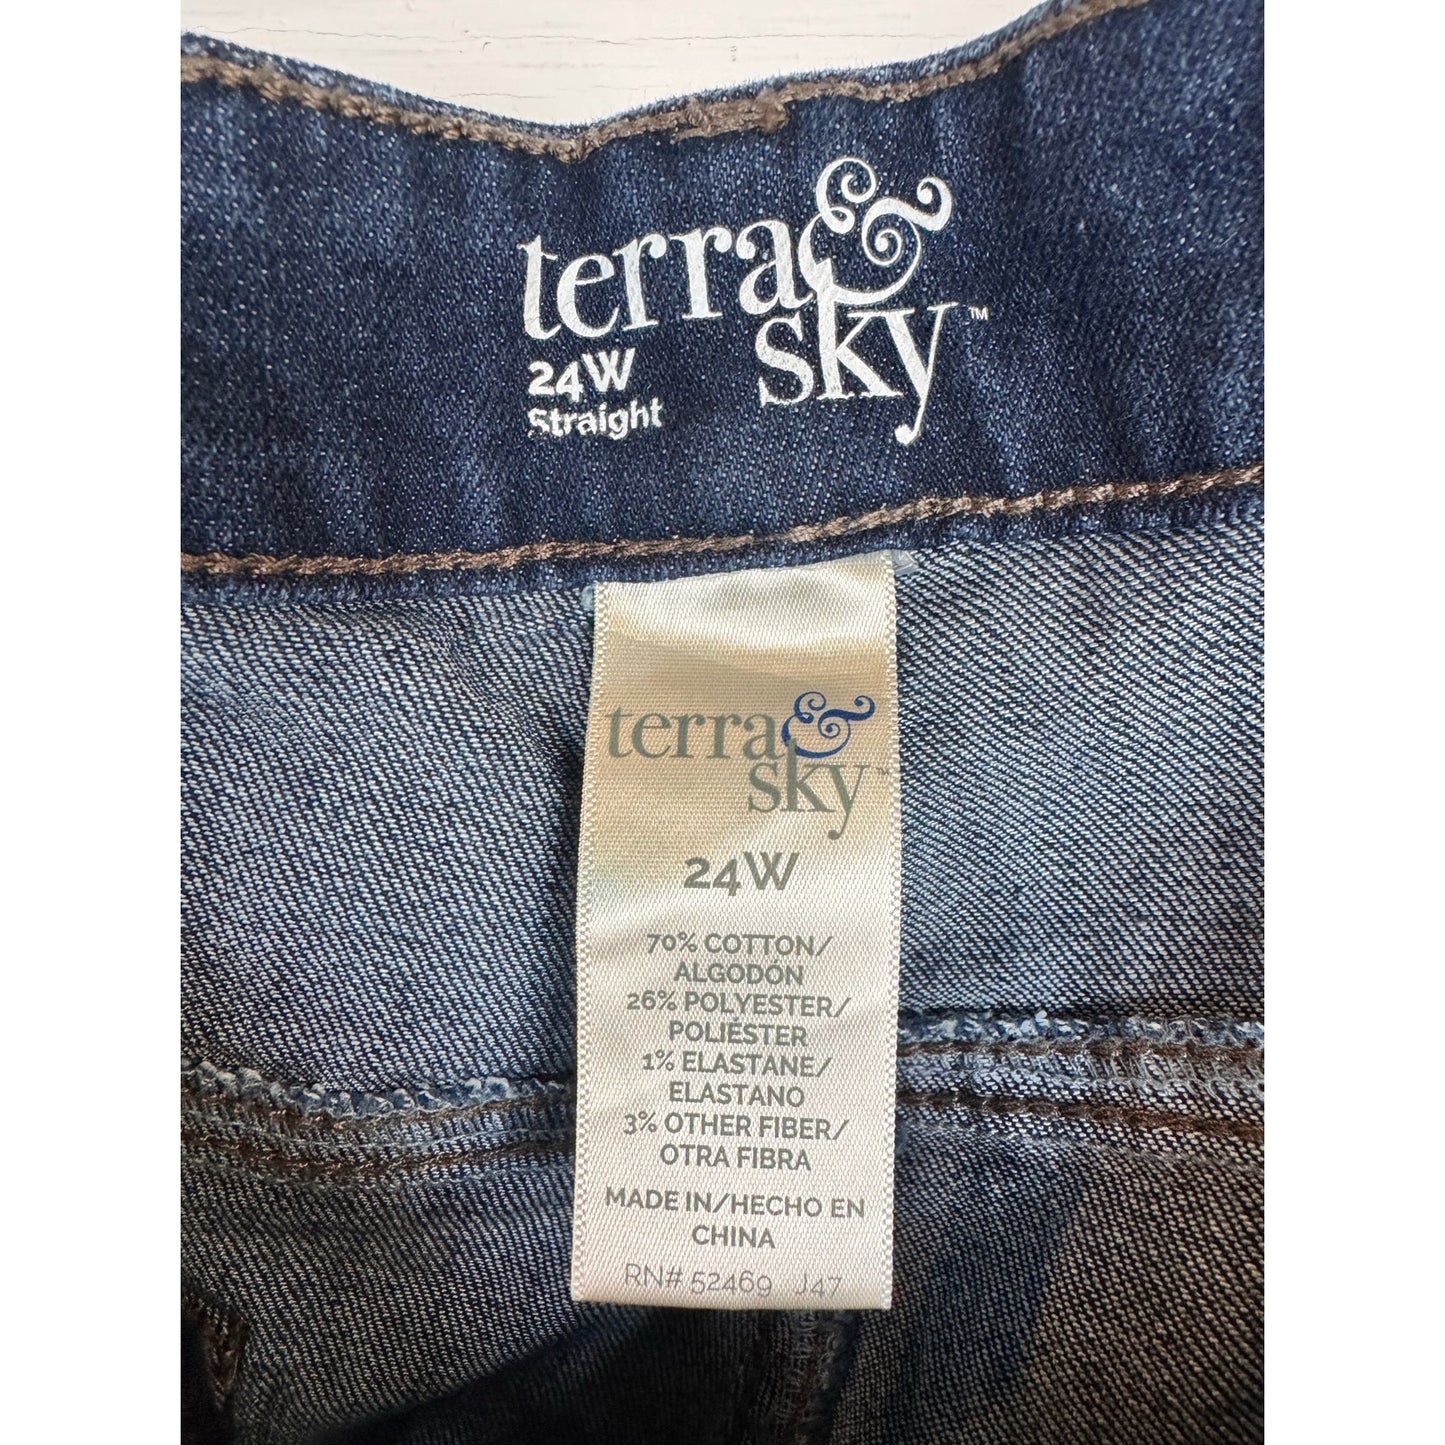 terra &
sky™
24W
Straight
terra &
sky™
24W
70% COTTON/
ALGODÓN
26% POLYESTER/
POLIÉSTER
1% ELASTANE/
ELASTANO
3% OTHER FIBER/
OTRA FIBRA
MADE IN/HECHO EN
CHINA
RN# 52469 J47